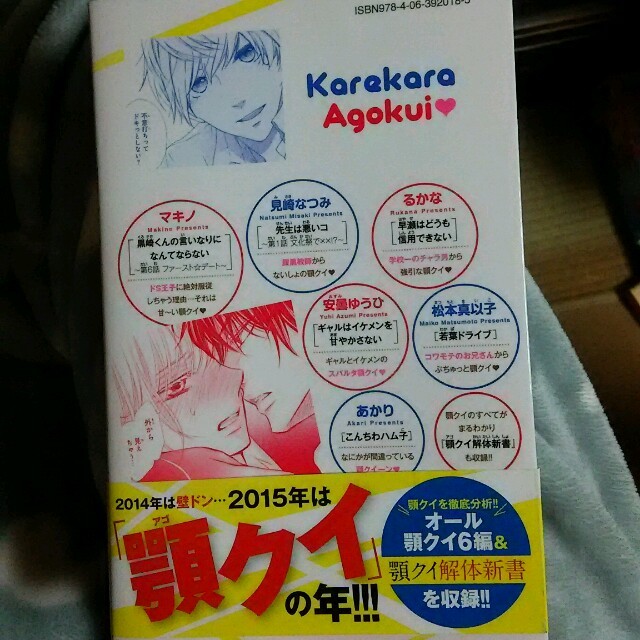 ISBN978-4-06-392018-5
Karekara
Agokui♥
不意打ちって
ドキっとしない?
マキノ
Makino Presents
黒崎くんの言いなりに
なんてならない
〜第6話 ファースト☆デート〜
ドS王子に絶対服従
しちゃう理由…それは
甘〜い顎クイ♥
見崎なつみ
Natsumi Misaki Presents
先生は悪いコ
〜第1話 文化祭で××!?〜
腹黒教師から
ないしょの顎クイ♥
るかな
Rukana Presents
早瀬はどうも
信用できない
学校一のチャラ男から
強引な顎クイ♥
安曇ゆうひ
Yuhi Azumi Presents
ギャルはイケメンを
甘やかさない
ギャルとイケメンの
スパルタ顎クイ♥
松本真以子
Maiko Matsumoto Presents
[若葉ドライブ]
コワモテのお兄さんから
ぶちゅっと顎クイ♥
あかり
Akari Presents
[こんちわハム子]
なにかが間違っている
顎クイーン♥
顎クイのすべてが
まるわかり
「顎クイ解体新書」
も収録!!
外から
見え
ちゃ…
2014年は壁ドン…2015年は
アゴ
「顎クイ」
の年!!!
顎クイを徹底分析!!
オール
顎クイ6編&
顎クイ解体新書
を収録!!